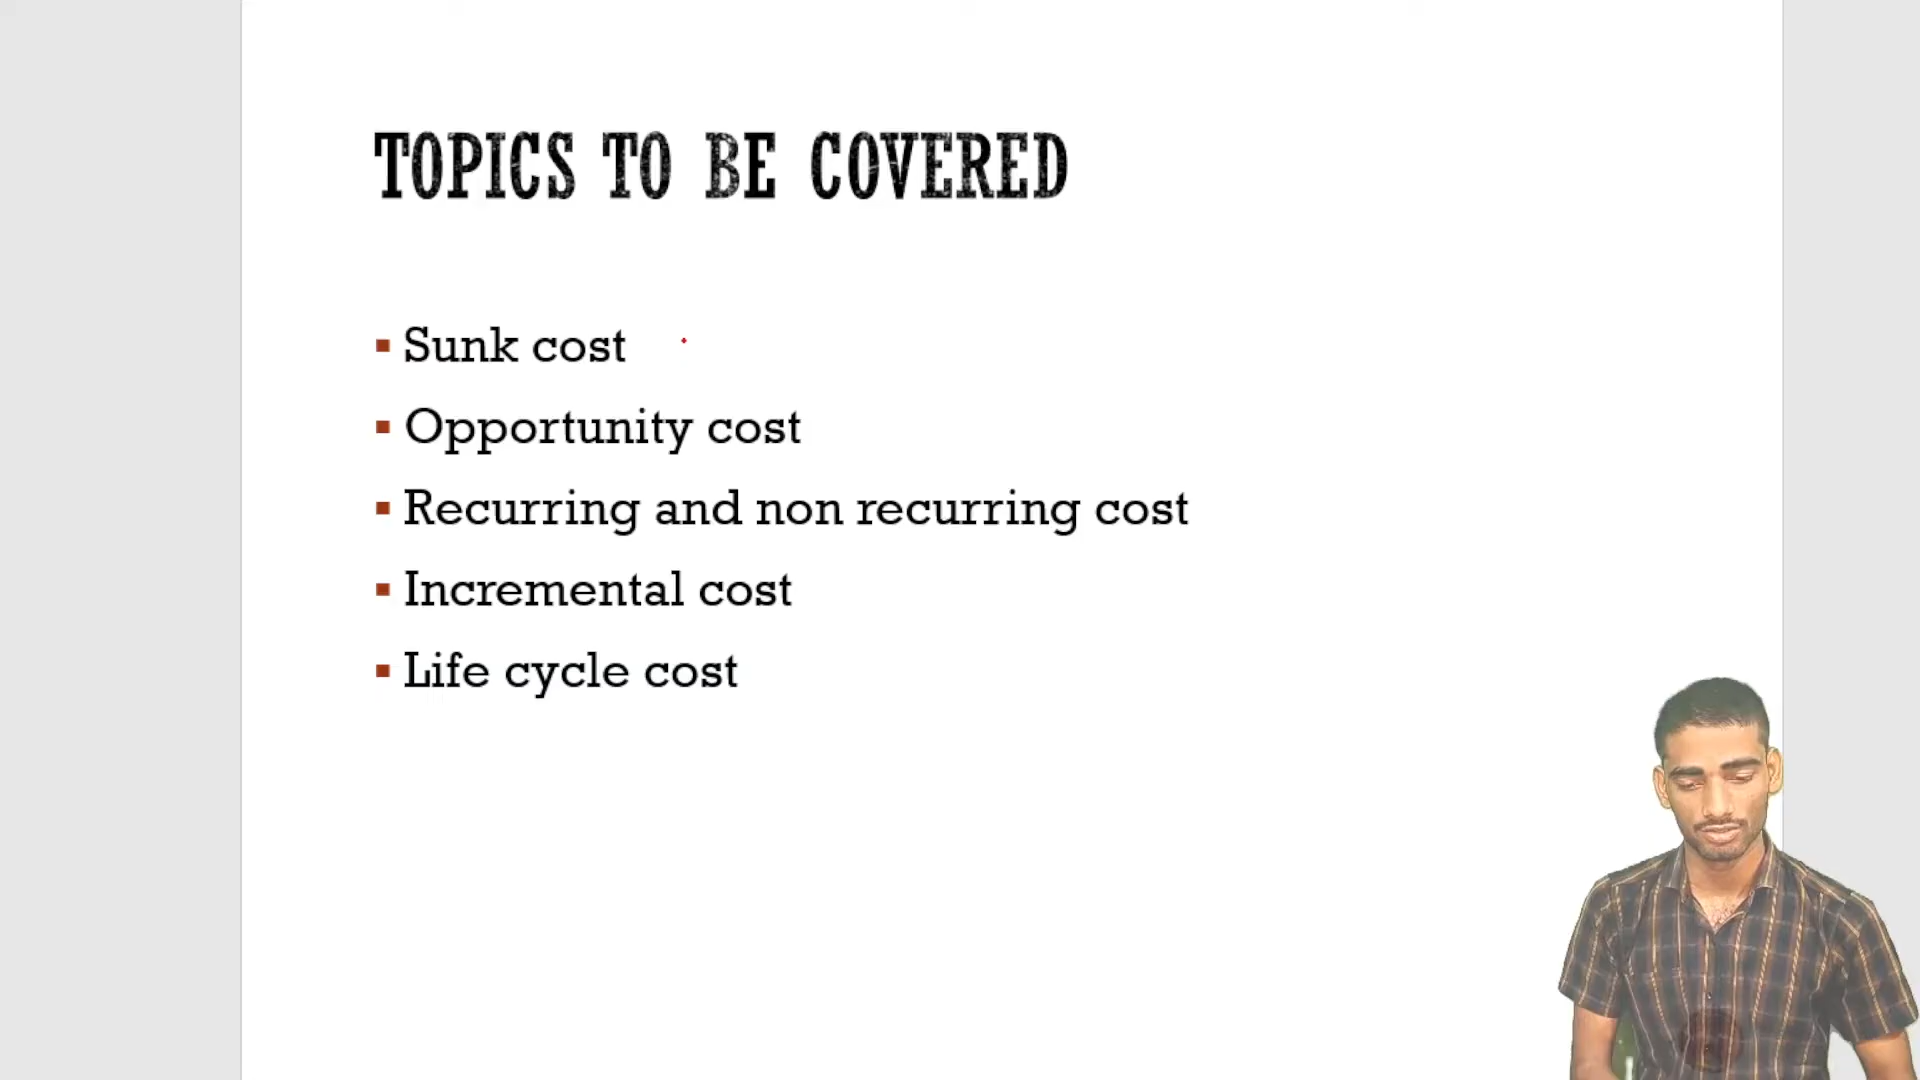 TOPICS TO BE COVERED
Sunk cost
Opportunity cost
Recurring and non recurring cost
Incremental cost
Life cycle cost